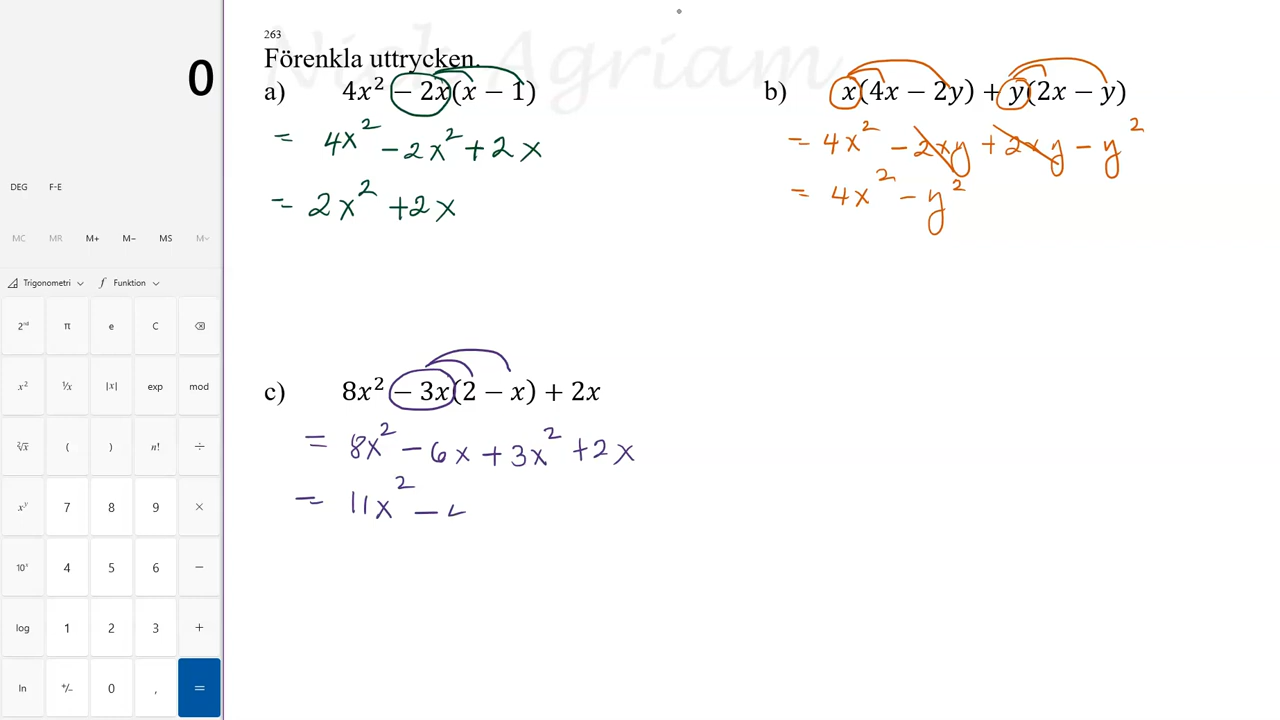 0
DEG F-E
MC MR M+ M− MS M˅
Trigonometri Funktion
2ⁿᵈ π e C
x² ¹/x |x| exp mod
²√x ( ) n! ÷
xʸ 7 8 9 ×
10ˣ 4 5 6 −
log 1 2 3 +
ln +/− 0 , =
Nick Agriam
263
Förenkla uttrycken.
a) 4x² − 2x(x − 1)
= 4x² − 2x² + 2x
= 2x² + 2x
b) x(4x − 2y) + y(2x − y)
= 4x² − 2xy + 2xy − y²
= 4x² − y²
c) 8x² − 3x(2 − x) + 2x
= 8x² − 6x + 3x² + 2x
= 11x² −